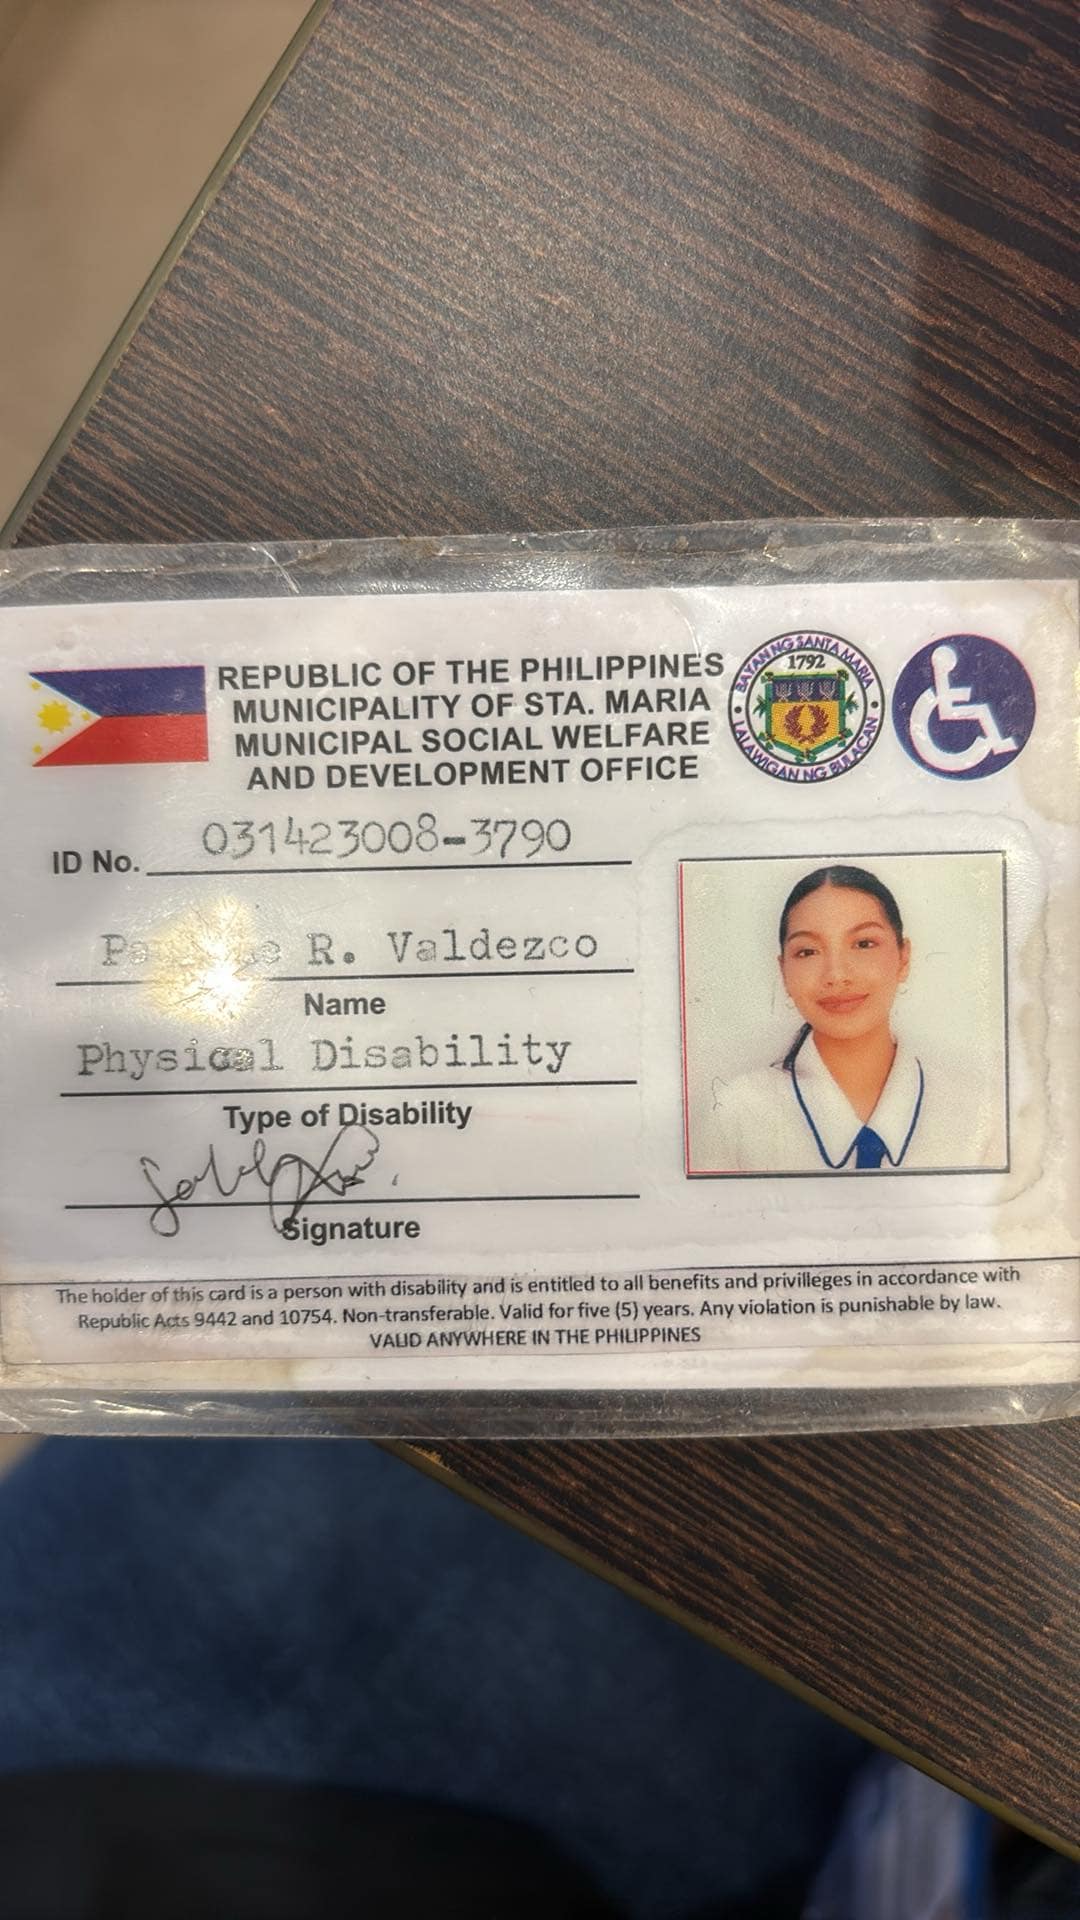 REPUBLIC OF THE PHILIPPINES
MUNICIPALITY OF STA. MARIA
MUNICIPAL SOCIAL WELFARE
AND DEVELOPMENT OFFICE
BAYAN NG SANTA MARIA
1792
LALAWIGAN NG BULACAN
ID No. 031423008-3790
R. Valdezco
Name
Physical Disability
Type of Disability
Signature
The holder of this card is a person with disability and is entitled to all benefits and privilleges in accordance with
Republic Acts 9442 and 10754. Non-transferable. Valid for five (5) years. Any violation is punishable by law.
VALID ANYWHERE IN THE PHILIPPINES